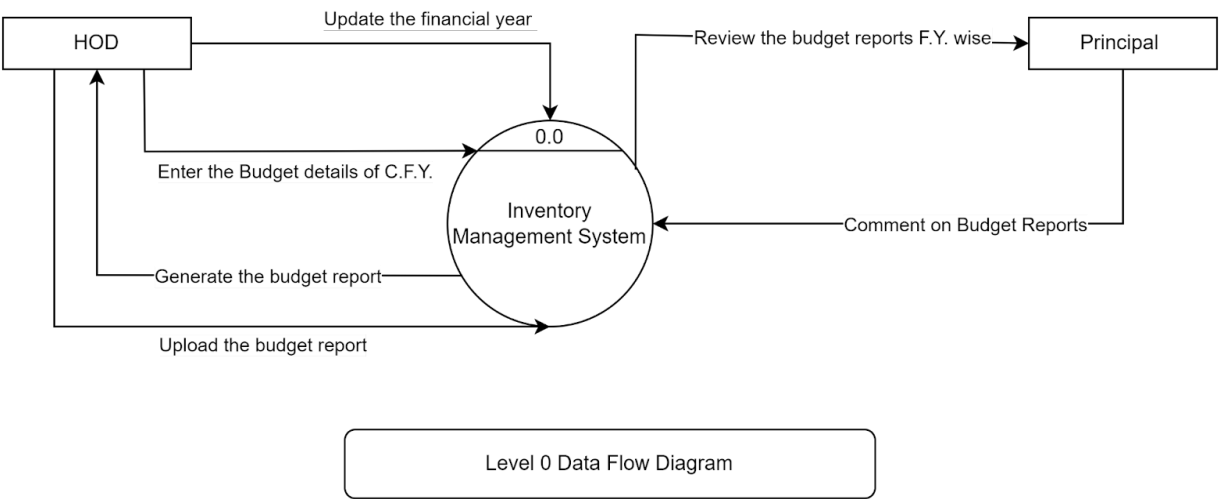 Update the financial year
HOD
Review the budget reports F.Y. wise
Principal
0.0
Enter the Budget details of C.F.Y.
Inventory
Management System
Comment on Budget Reports
Generate the budget report
Upload the budget report
Level 0 Data Flow Diagram